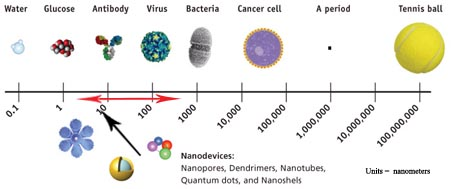 Water Glucose Antibody Virus Bacteria Cancer cell A period Tennis ball
0,1 1 10 100 1000 10,000 100,000 1,000,000 10,000,000 100,000,000
Nanodevices:
Nanopores, Dendrimers, Nanotubes,
Quantum dots, and Nanoshels
Units – nanometers